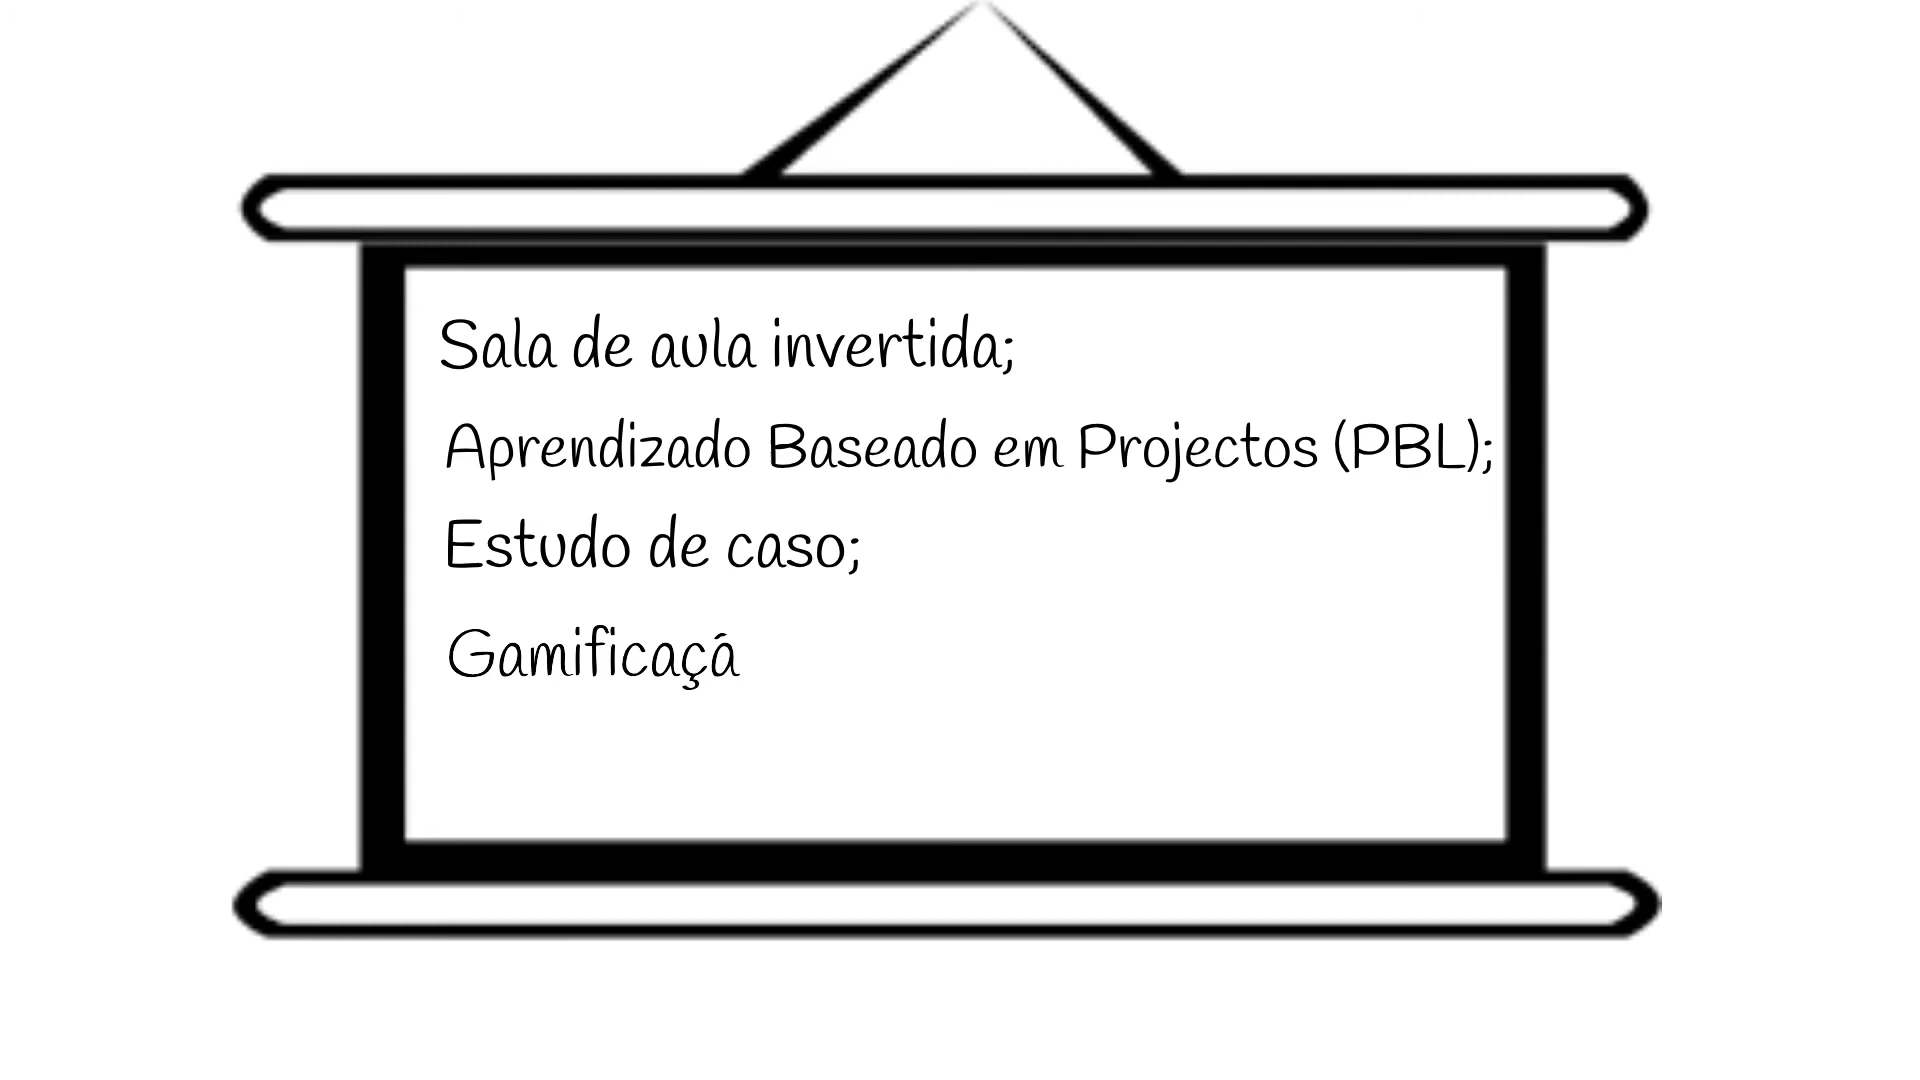 Sala de aula invertida;
Aprendizado Baseado em Projectos (PBL);
Estudo de caso;
Gamificaçá